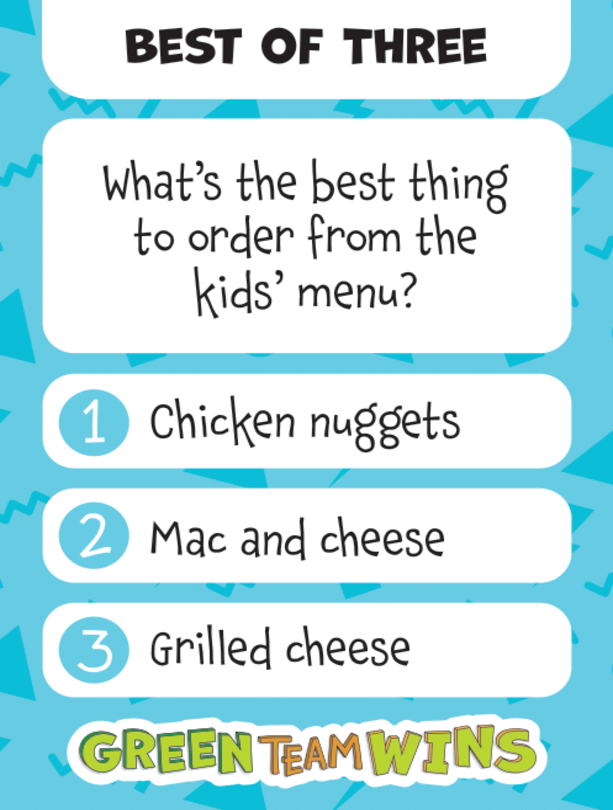 BEST OF THREE
What's the best thing
to order from the
kids' menu?
1 Chicken nuggets
2 Mac and cheese
3 Grilled cheese
GREEN TEAM WINS